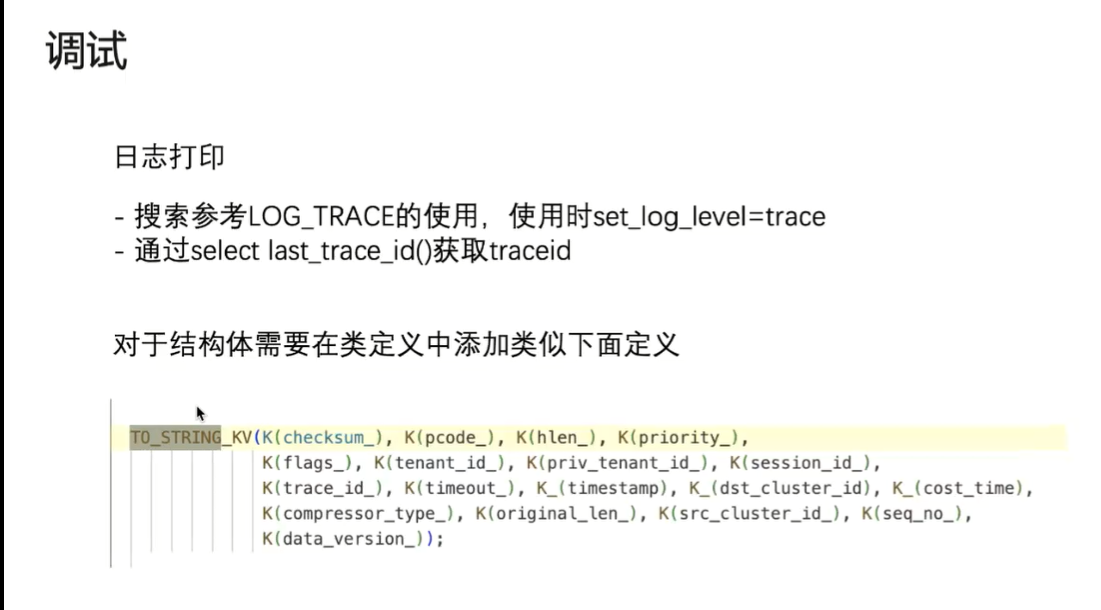 调试
日志打印
- 搜索参考LOG_TRACE的使用，使用时set_log_level=trace
- 通过select last_trace_id()获取traceid
对于结构体需要在类定义中添加类似下面定义
TO_STRING_KV(K(checksum_), K(pcode_), K(hlen_), K(priority_),
K(flags_), K(tenant_id_), K(priv_tenant_id_), K(session_id_),
K(trace_id_), K(timeout_), K_(timestamp), K_(dst_cluster_id), K_(cost_time),
K(compressor_type_), K(original_len_), K(src_cluster_id_), K(seq_no_),
K(data_version_));